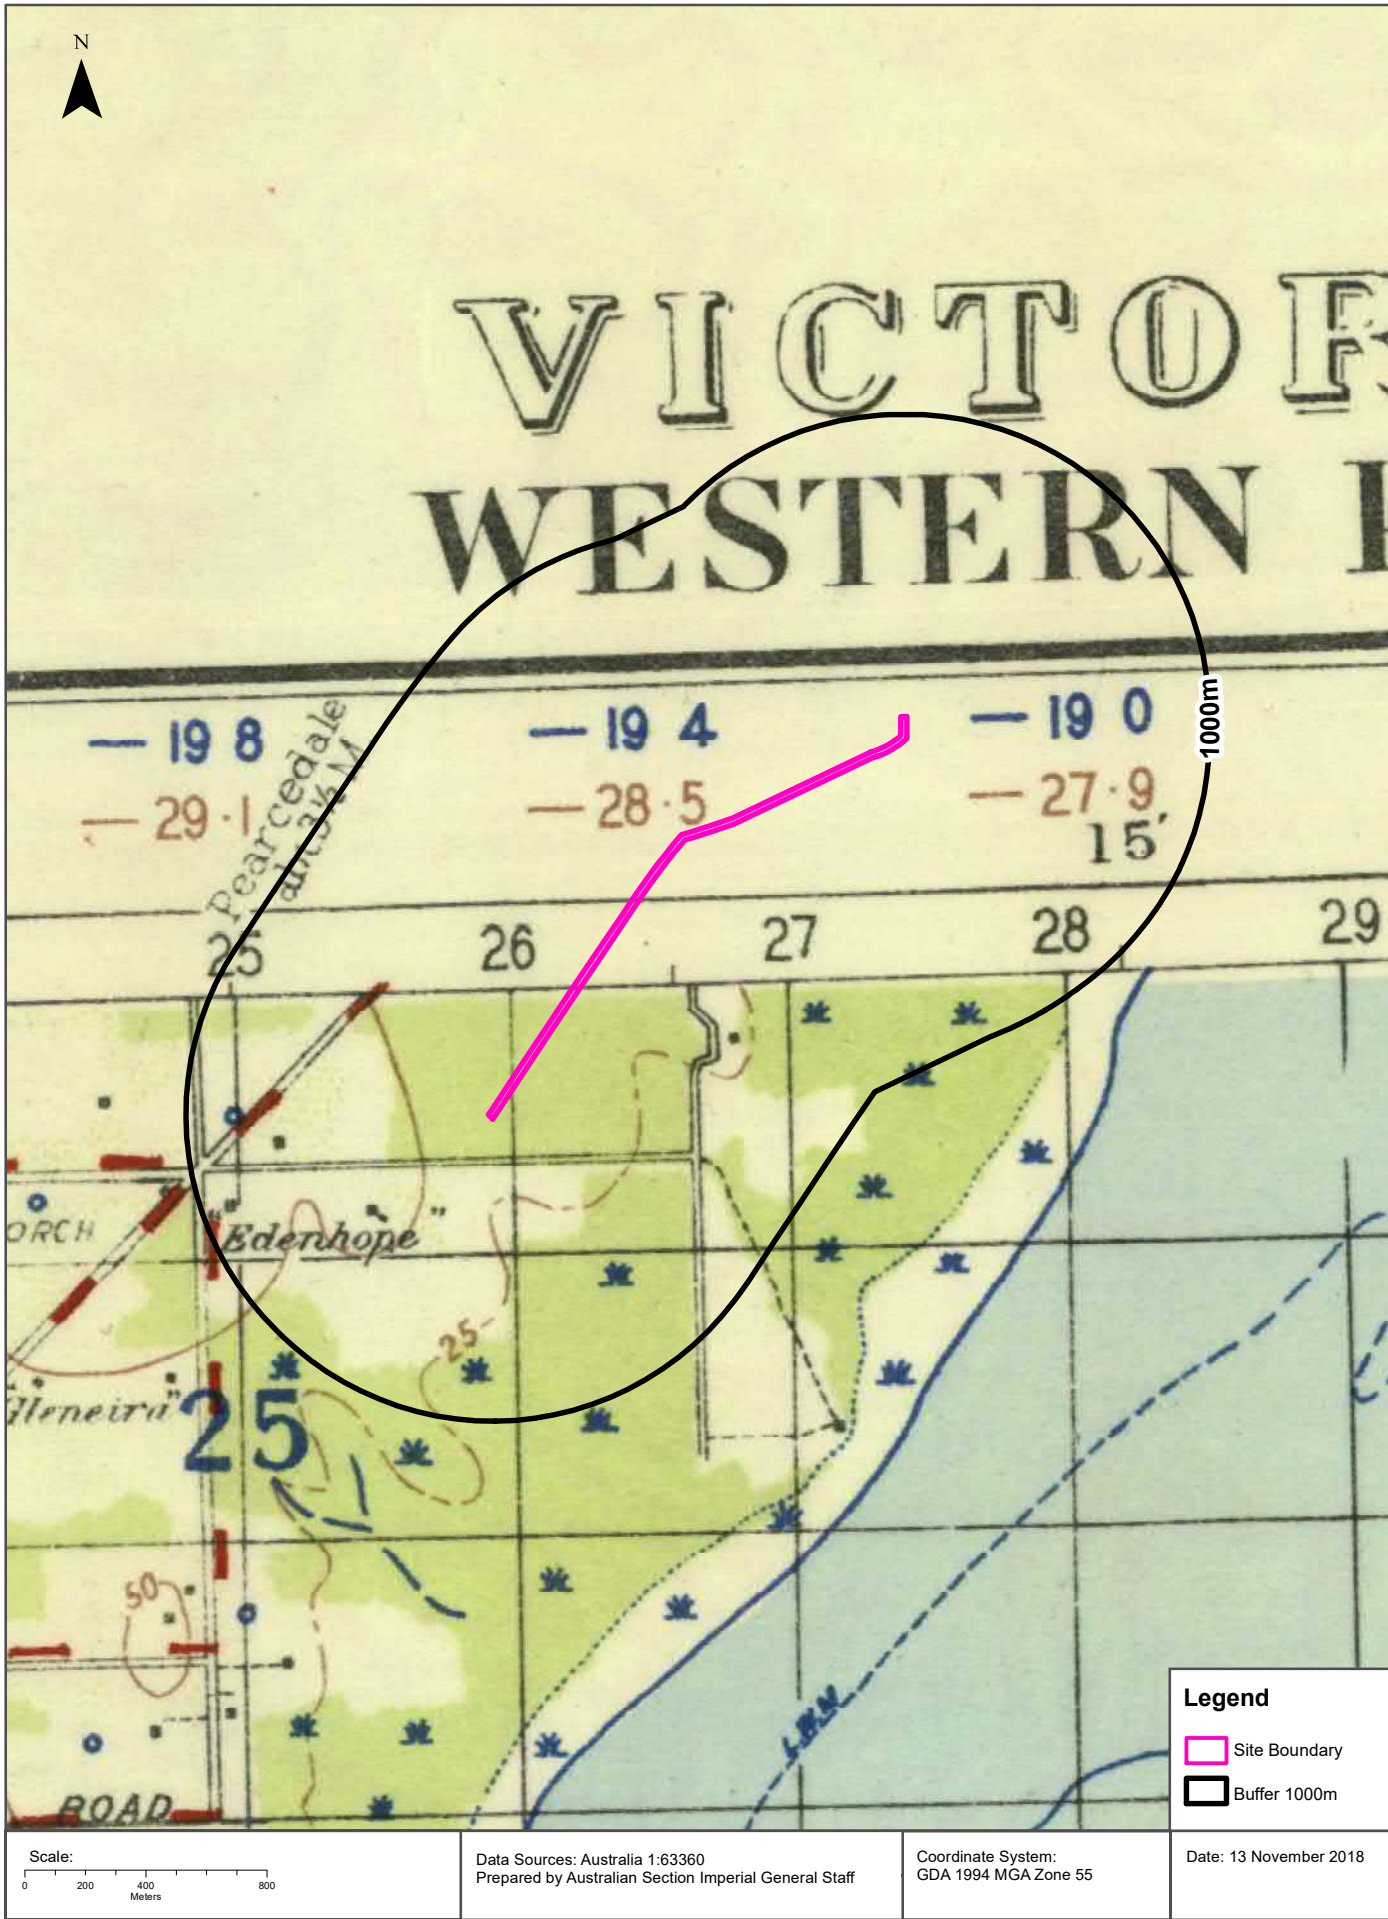 N
VICTOR
WESTERN
1000m
— 19 8
— 19 4
— 19 0
— 29·1
— 28·5
— 27·9
15′
Pearcedale
abt. 3½ M
25
26
27
28
29
ORCH
"Edenhope"
25
Gleneira"
25
50
L.W.M
ROAD
Legend
Site Boundary
Buffer 1000m
Scale:
0 200 400 800
Meters
Data Sources: Australia 1:63360
Prepared by Australian Section Imperial General Staff
Coordinate System:
GDA 1994 MGA Zone 55
Date: 13 November 2018